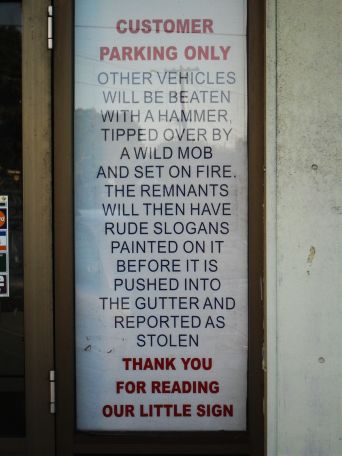 CUSTOMER
PARKING ONLY
OTHER VEHICLES
WILL BE BEATEN
WITH A HAMMER,
TIPPED OVER BY
A WILD MOB
AND SET ON FIRE.
THE REMNANTS
WILL THEN HAVE
RUDE SLOGANS
PAINTED ON IT
BEFORE IT IS
PUSHED INTO
THE GUTTER AND
REPORTED AS
STOLEN
THANK YOU
FOR READING
OUR LITTLE SIGN